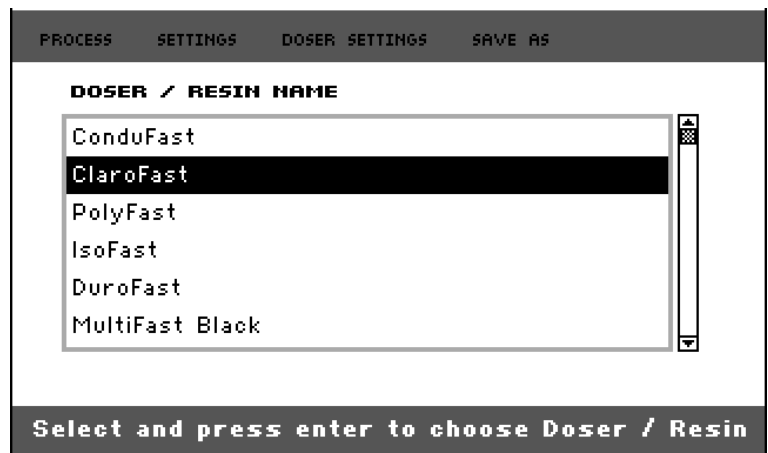 PROCESS SETTINGS DOSER SETTINGS SAVE AS
DOSER / RESIN NAME
ConduFast
ClaroFast
PolyFast
IsoFast
DuroFast
MultiFast Black
Select and press enter to choose Doser / Resin